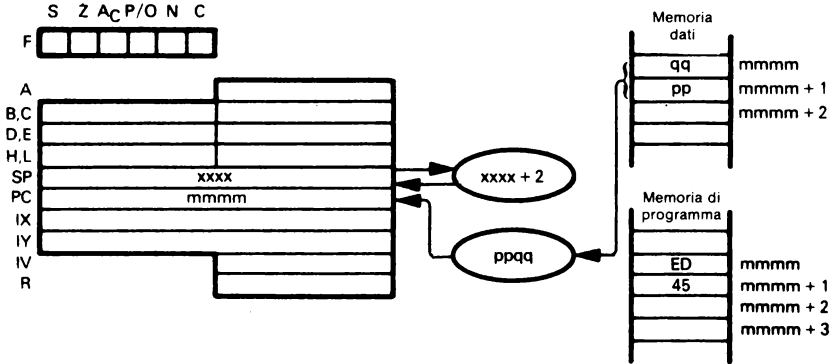 S Z AC P/O N C
F
A
B,C
D,E
H,L
SP xxxx
PC mmmm
IX
IY
IV
R
xxxx + 2
ppqq
Memoria
dati
qq mmmm
pp mmmm + 1
mmmm + 2
Memoria di
programma
ED mmmm
45 mmmm + 1
mmmm + 2
mmmm + 3